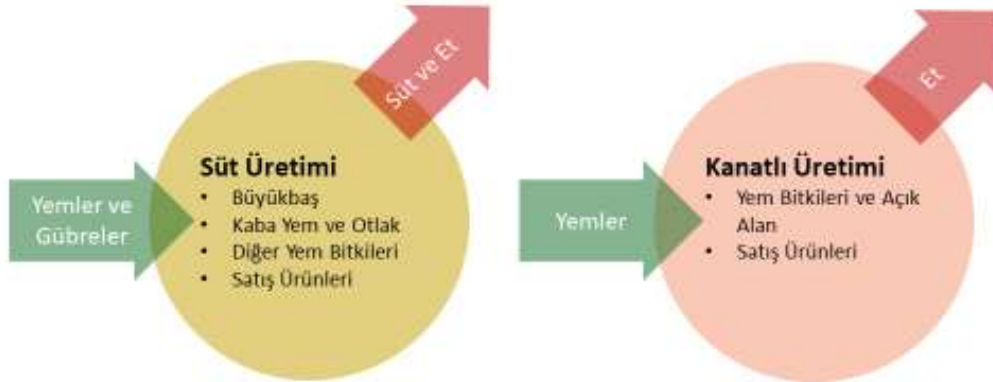 Süt ve Et
Süt Üretimi
• Büyükbaş
• Kaba Yem ve Otlak
• Diğer Yem Bitkileri
• Satış Ürünleri
Yemler ve
Gübreler
Et
Kanatlı Üretimi
• Yem Bitkileri ve Açık
Alan
• Satış Ürünleri
Yemler